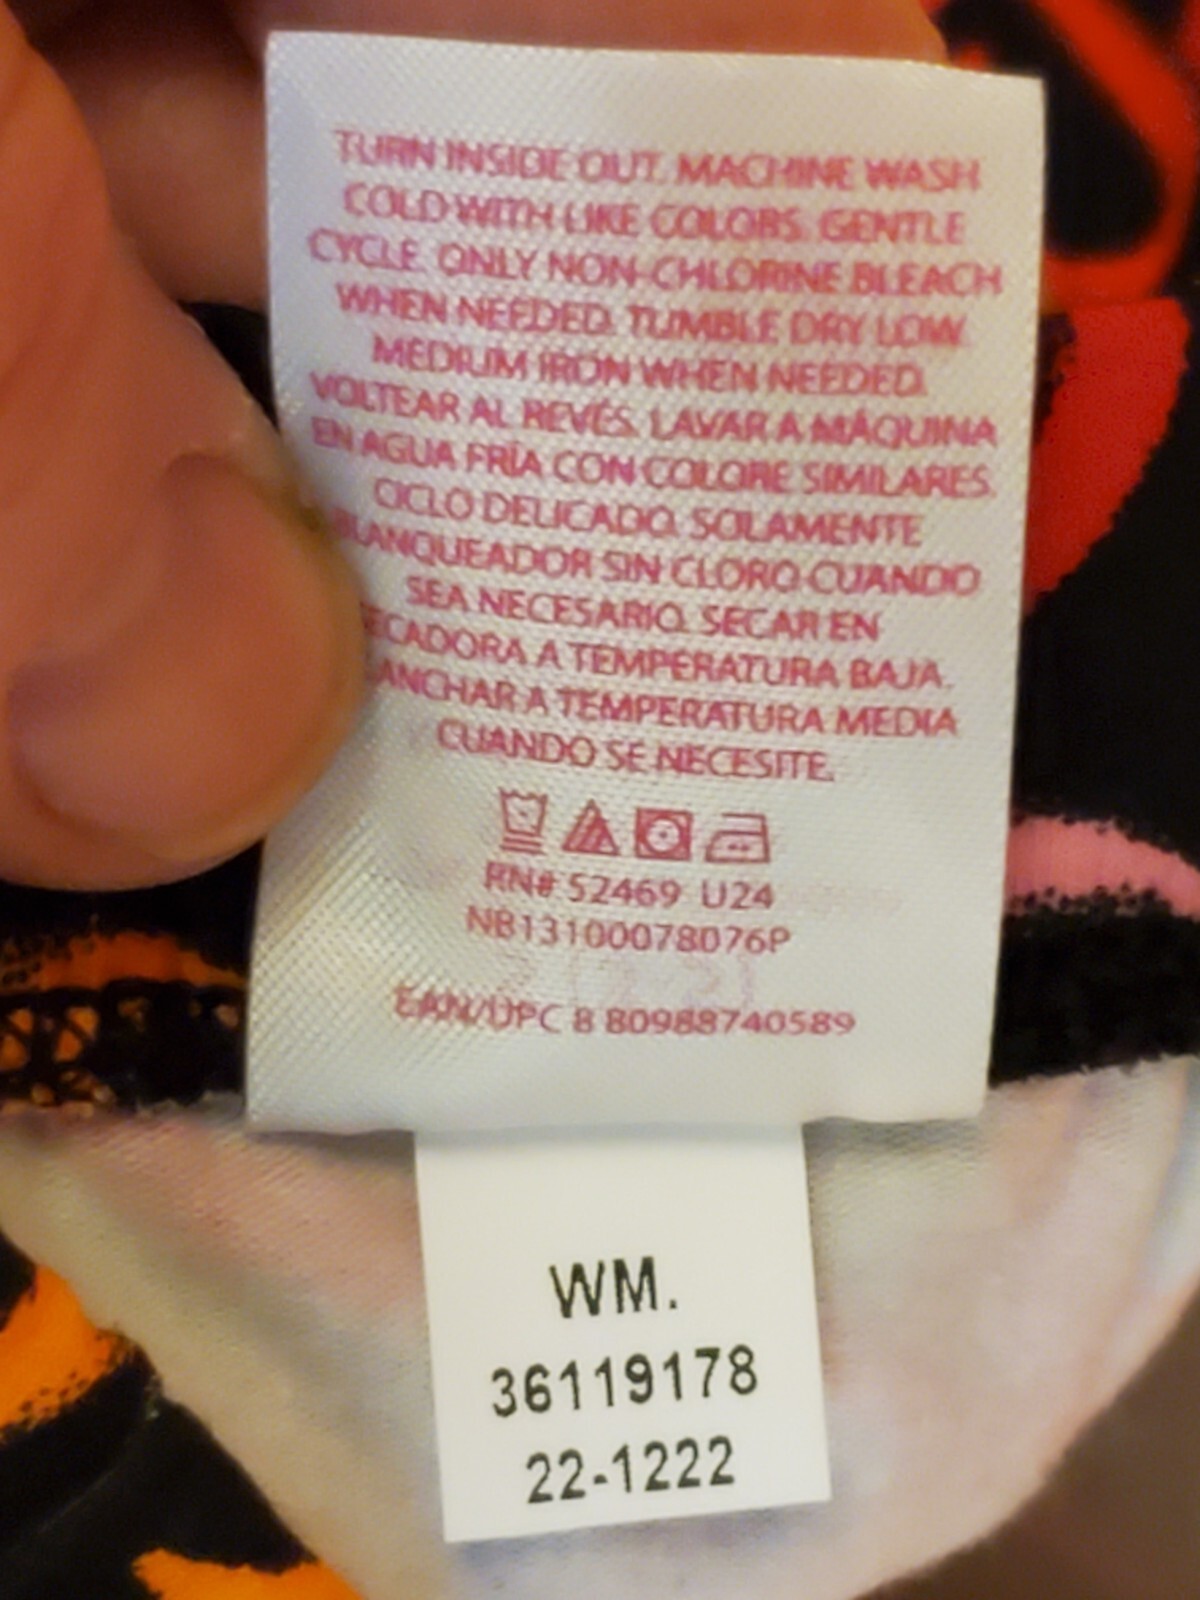 TURN INSIDE OUT. MACHINE WASH
COLD WITH LIKE COLORS. GENTLE
CYCLE. ONLY NON-CHLORINE BLEACH
WHEN NEEDED. TUMBLE DRY LOW.
MEDIUM IRON WHEN NEEDED.
VOLTEAR AL REVÉS. LAVAR A MÁQUINA
EN AGUA FRÍA CON COLORE SIMILARES.
CICLO DELICADO. SOLAMENTE
BLANQUEADOR SIN CLORO CUANDO
SEA NECESARIO. SECAR EN
ECADORA A TEMPERATURA BAJA.
ANCHAR A TEMPERATURA MEDIA
CUANDO SE NECESITE.
RN# 52469 U24
NB13100078076P
EAN/UPC 8 80988740589
WM.
36119178
22-1222